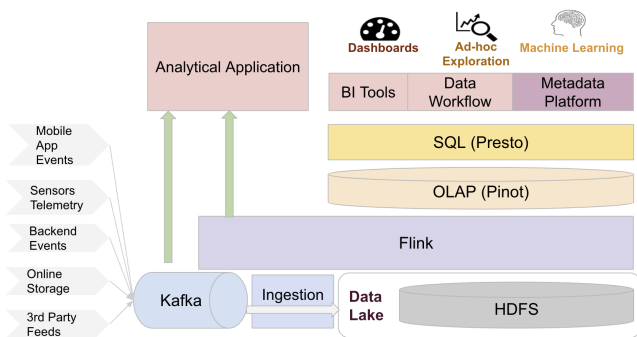 Dashboards
Ad-hoc
Exploration
Machine Learning
Analytical Application
BI Tools
Data
Workflow
Metadata
Platform
Mobile
App
Events
SQL (Presto)
Sensors
Telemetry
OLAP (Pinot)
Backend
Events
Flink
Online
Storage
3rd Party
Feeds
Kafka
Ingestion
Data
Lake
HDFS